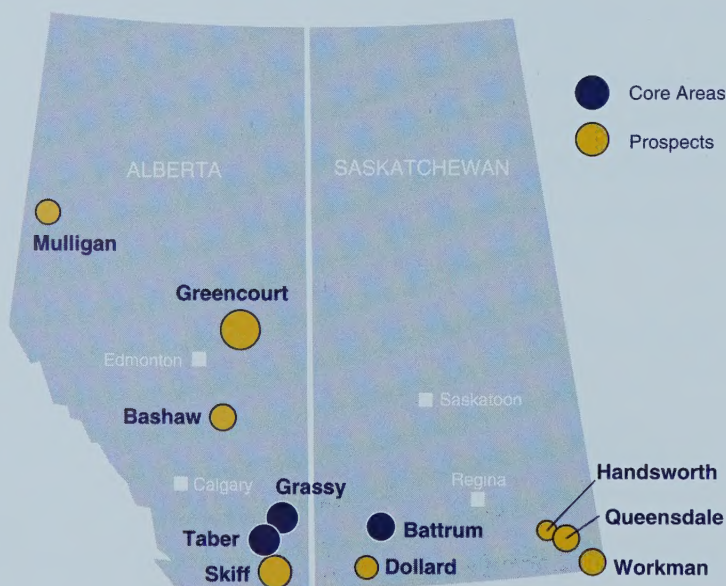 Core Areas
Prospects
ALBERTA
SASKATCHEWAN
Mulligan
Greencourt
Edmonton
Bashaw
Saskatoon
Calgary
Grassy
Regina
Handsworth
Queensdale
Taber
Battrum
Skiff
Dollard
Workman